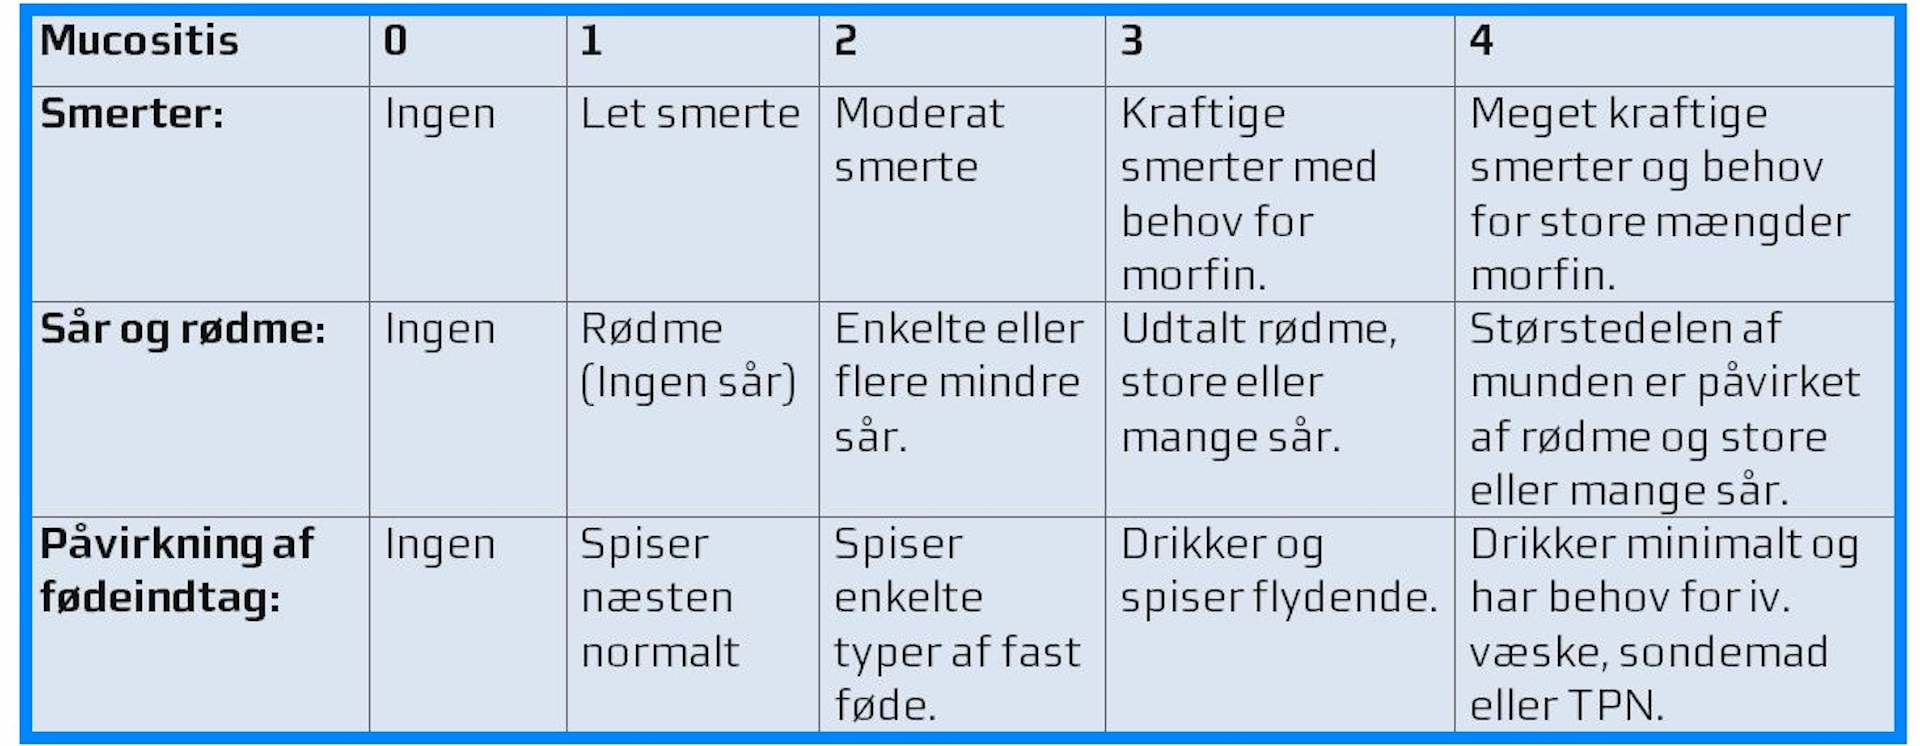 Mucositis 0 1 2 3 4
Smerter: Ingen Let smerte Moderat smerte Kraftige smerter med behov for morfin. Meget kraftige smerter og behov for store mængder morfin.
Sår og rødme: Ingen Rødme (Ingen sår) Enkelte eller flere mindre sår. Udtalt rødme, store eller mange sår. Størstedelen af munden er påvirket af rødme og store eller mange sår.
Påvirkning af fødeindtag: Ingen Spiser næsten normalt Spiser enkelte typer af fast føde. Drikker og spiser flydende. Drikker minimalt og har behov for iv. væske, sondemad eller TPN.